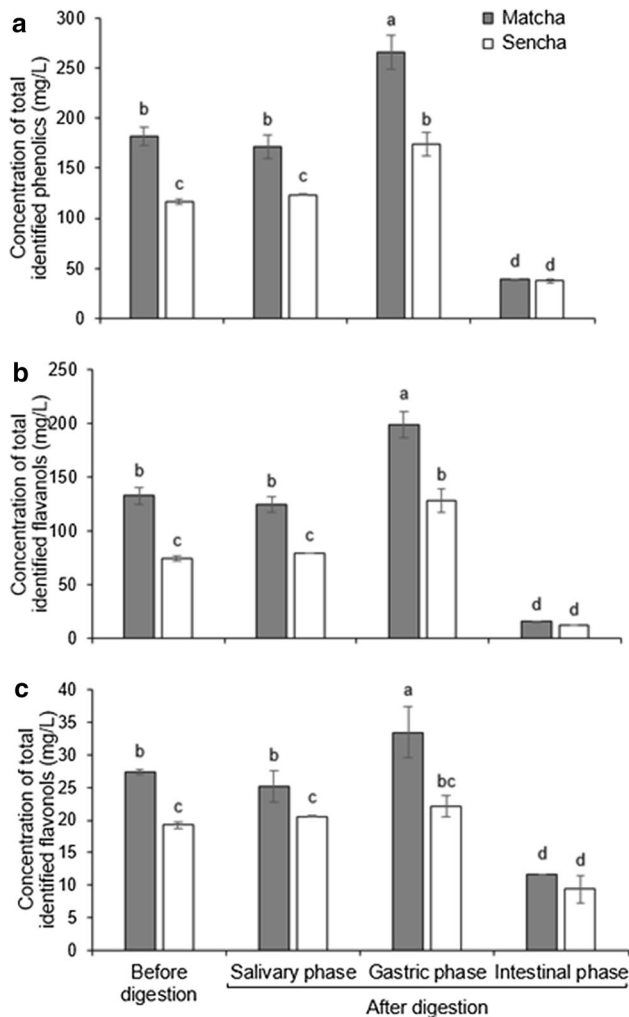 a
Concentration of total
identified phenolics (mg/L)
300
250
200
150
100
50
0
Matcha
Sencha
b
c
b
c
a
b
d
d
b
Concentration of total
identified flavanols (mg/L)
250
200
150
100
50
0
b
c
b
c
a
b
d
d
c
Concentration of total
identified flavonols (mg/L)
40
35
30
25
20
15
10
5
0
b
c
b
c
a
bc
d
d
Before
digestion
Salivary phase
Gastric phase
Intestinal phase
After digestion